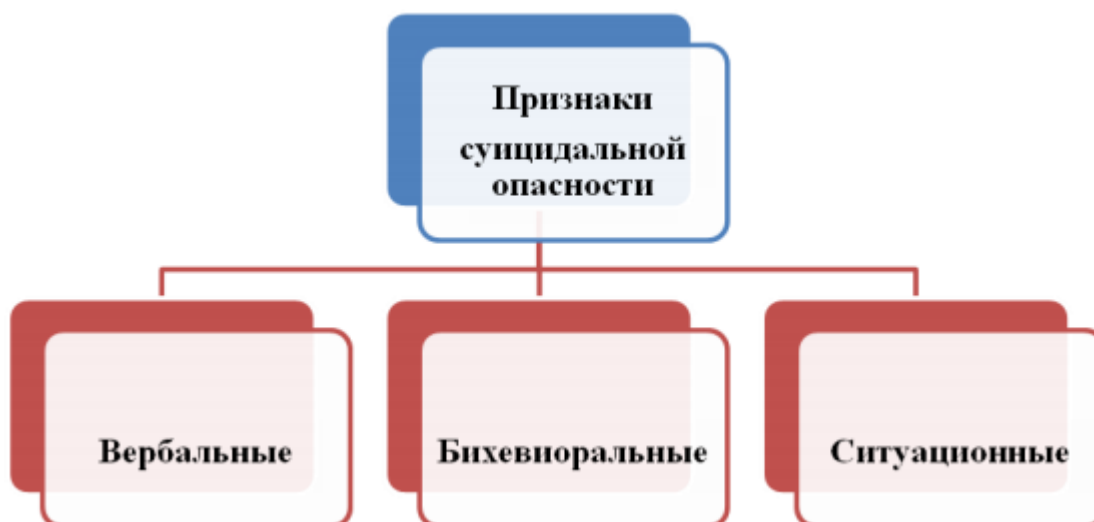 Признаки
суицидальной
опасности
Вербальные
Бихевиоральные
Ситуационные